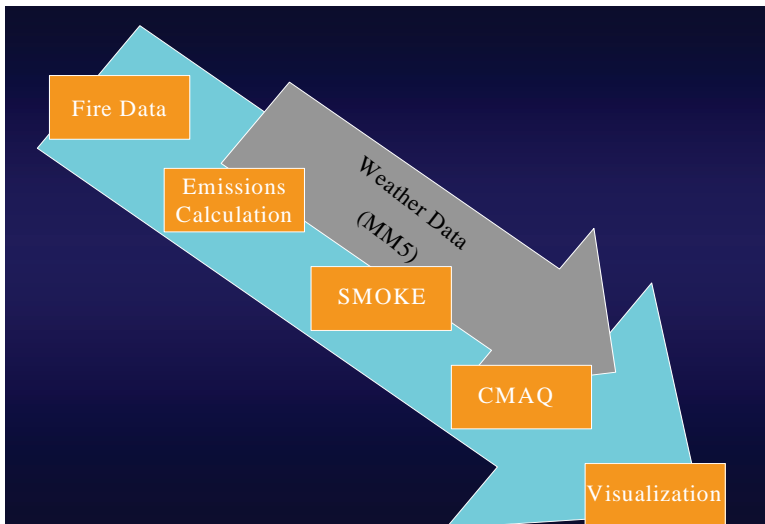 Fire Data
Emissions
Calculation
Weather Data
(MM5)
SMOKE
CMAQ
Visualization